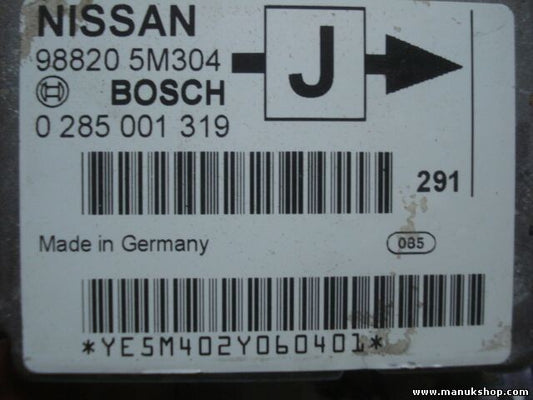 NISSAN
98820 5M304
J
BOSCH
0 285 001 319
291
Made in Germany
085
*YE5M402Y060401*
www.manukshop.com